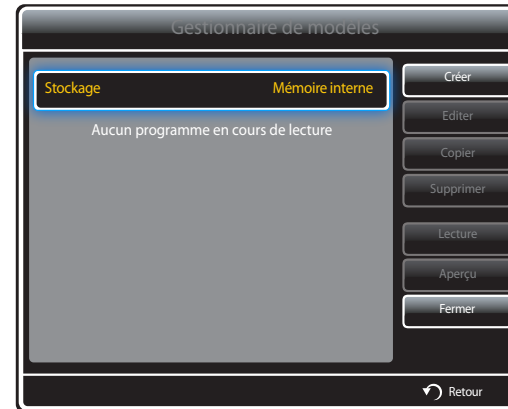 Gestionnaire de modèles
Stockage Mémoire interne
Aucun programme en cours de lecture
Créer
Editer
Copier
Supprimer
Lecture
Aperçu
Fermer
Retour